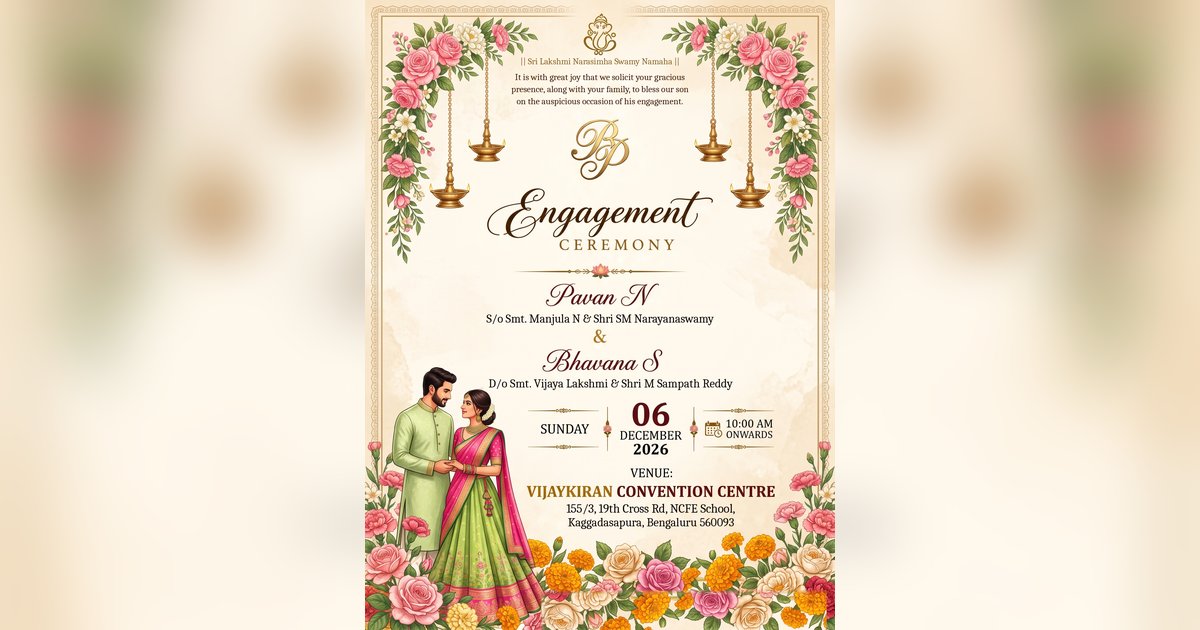 || Sri Lakshmi Narasimha Swamy Namaha ||
It is with great joy that we solicit your gracious
presence, along with your family, to bless our son
on the auspicious occasion of his engagement.
BP
Engagement
CEREMONY
Pavan N
S/o Smt. Manjula N & Shri SM Narayanaswamy
&
Bhavana S
D/o Smt. Vijaya Lakshmi & Shri M Sampath Reddy
SUNDAY
06
DECEMBER
2026
10:00 AM
ONWARDS
VENUE:
VIJAYKIRAN CONVENTION CENTRE
155/3, 19th Cross Rd, NCFE School,
Kaggadasapura, Bengaluru 560093